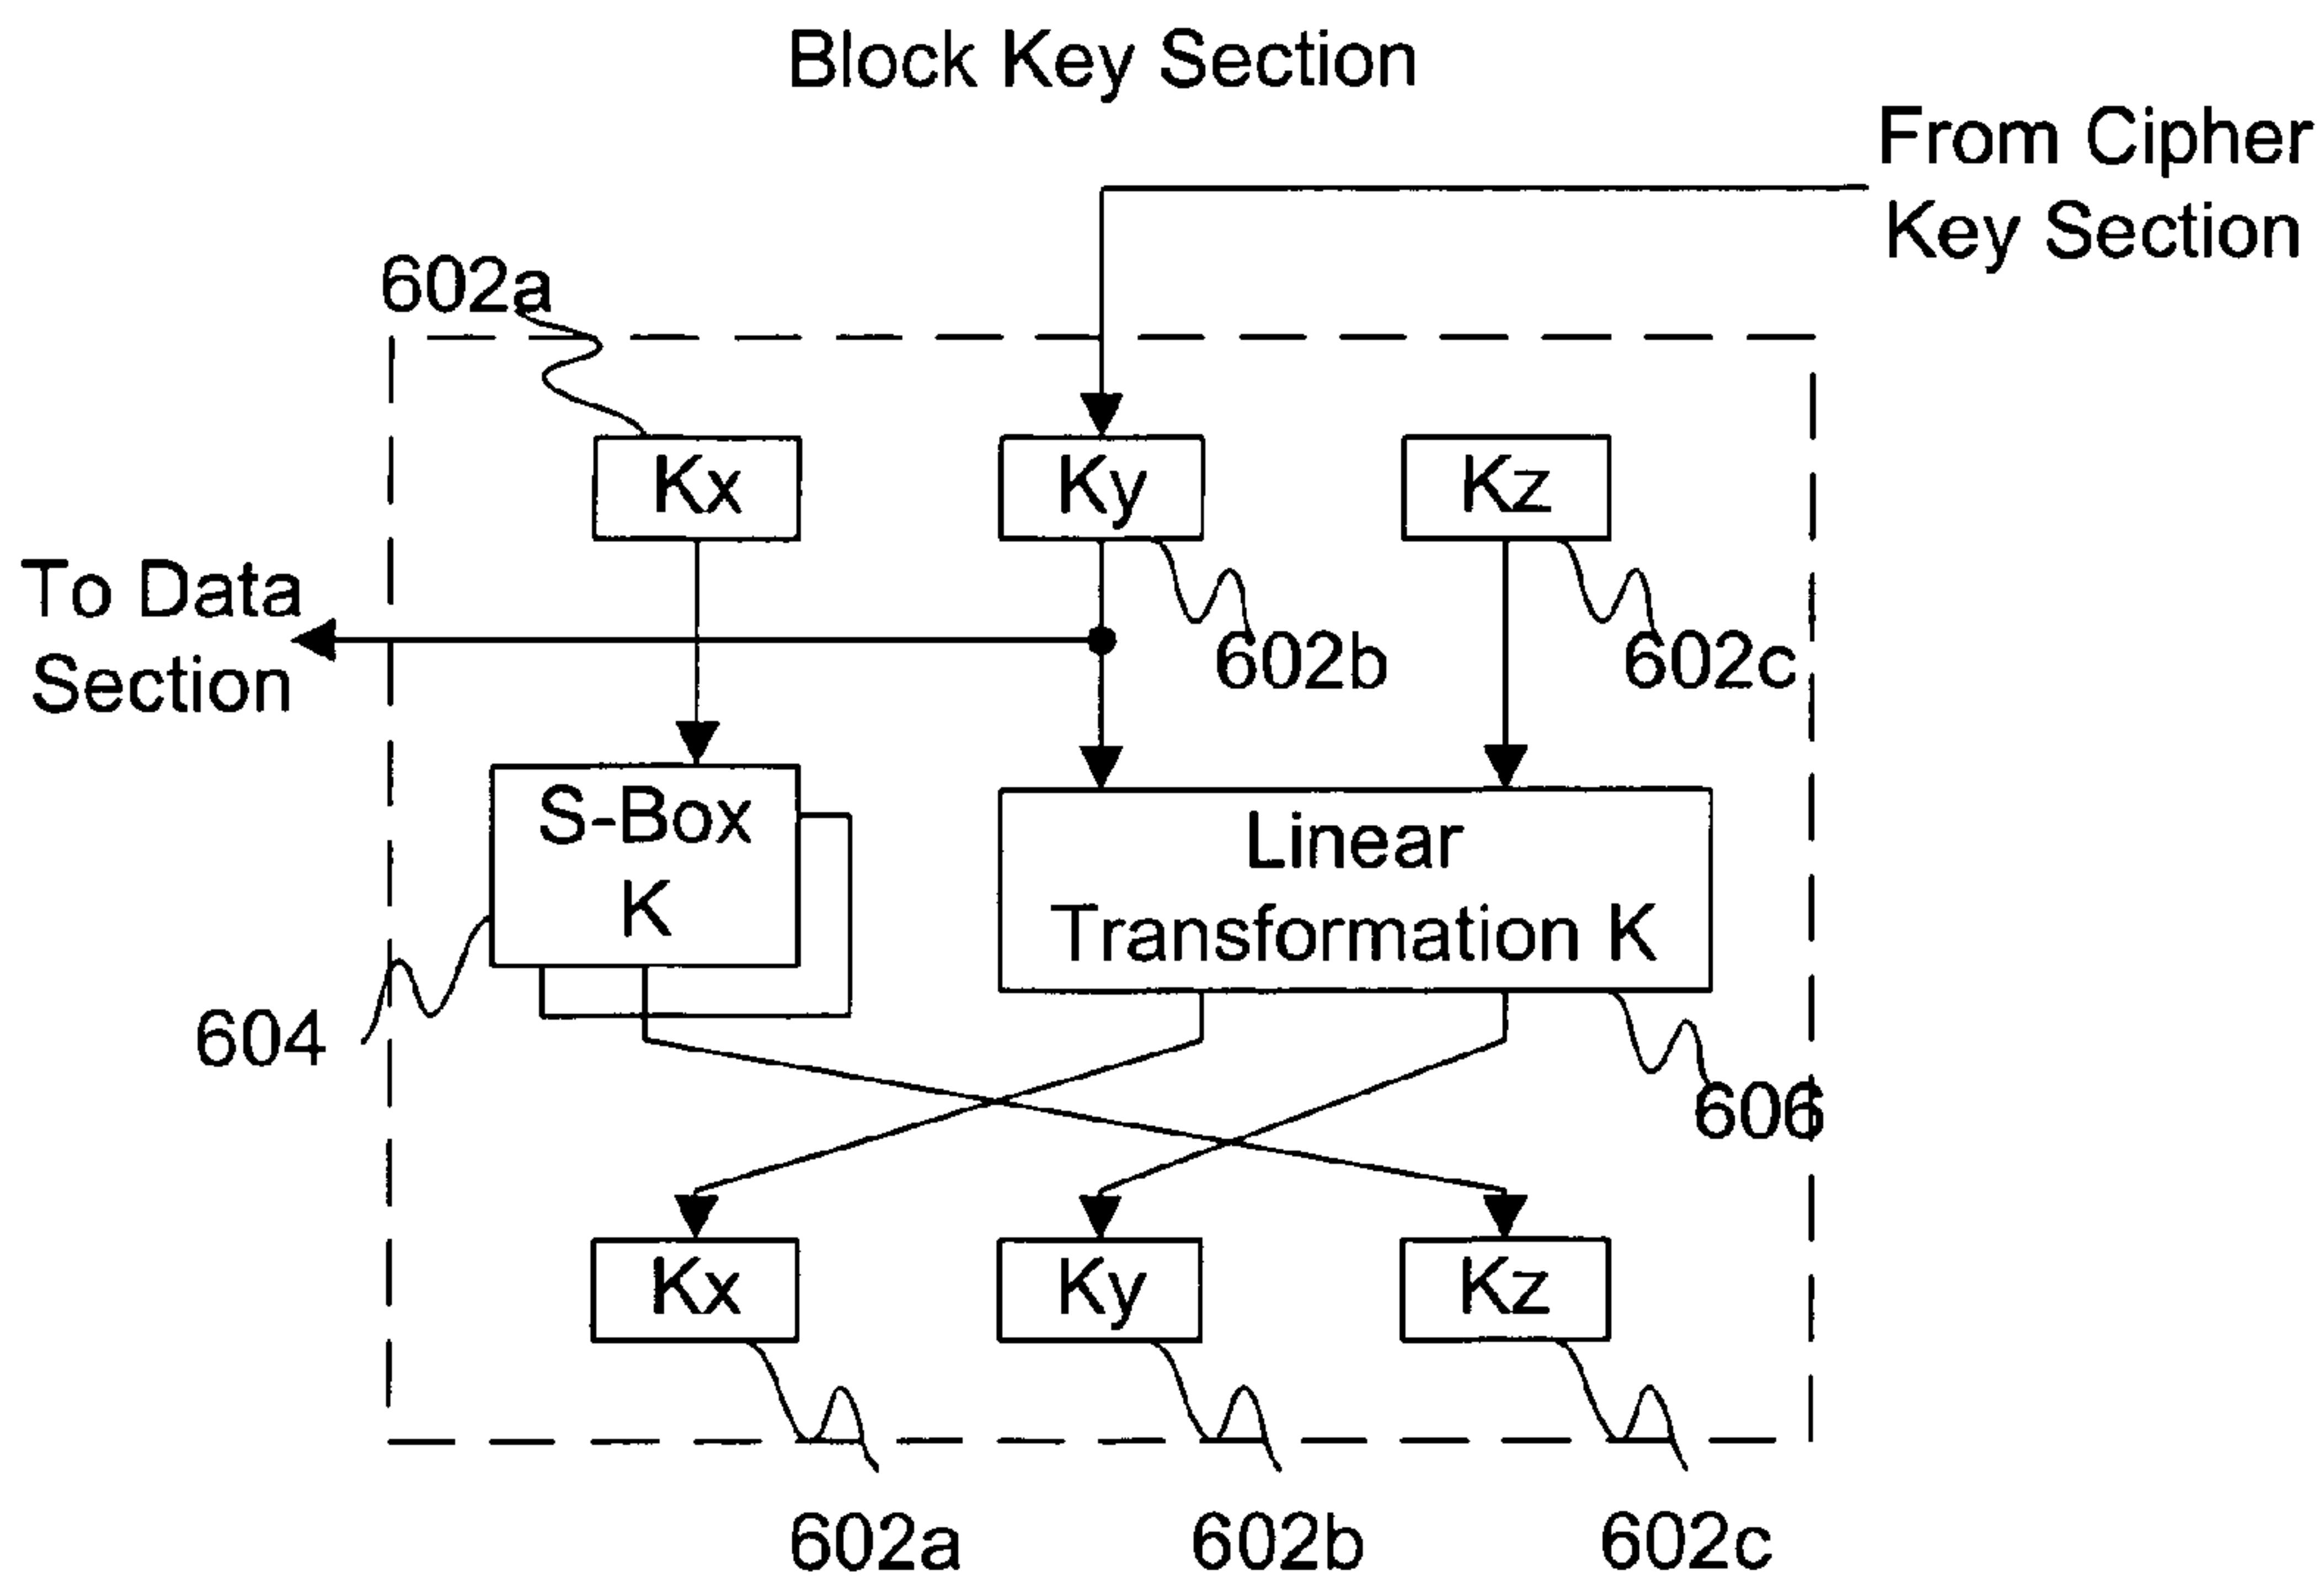 Block Key Section
From Cipher
Key Section
602a
Kx
Ky
Kz
To Data
Section
602b
602c
S-Box
K
Linear
Transformation K
604
606
Kx
Ky
Kz
602a
602b
602c